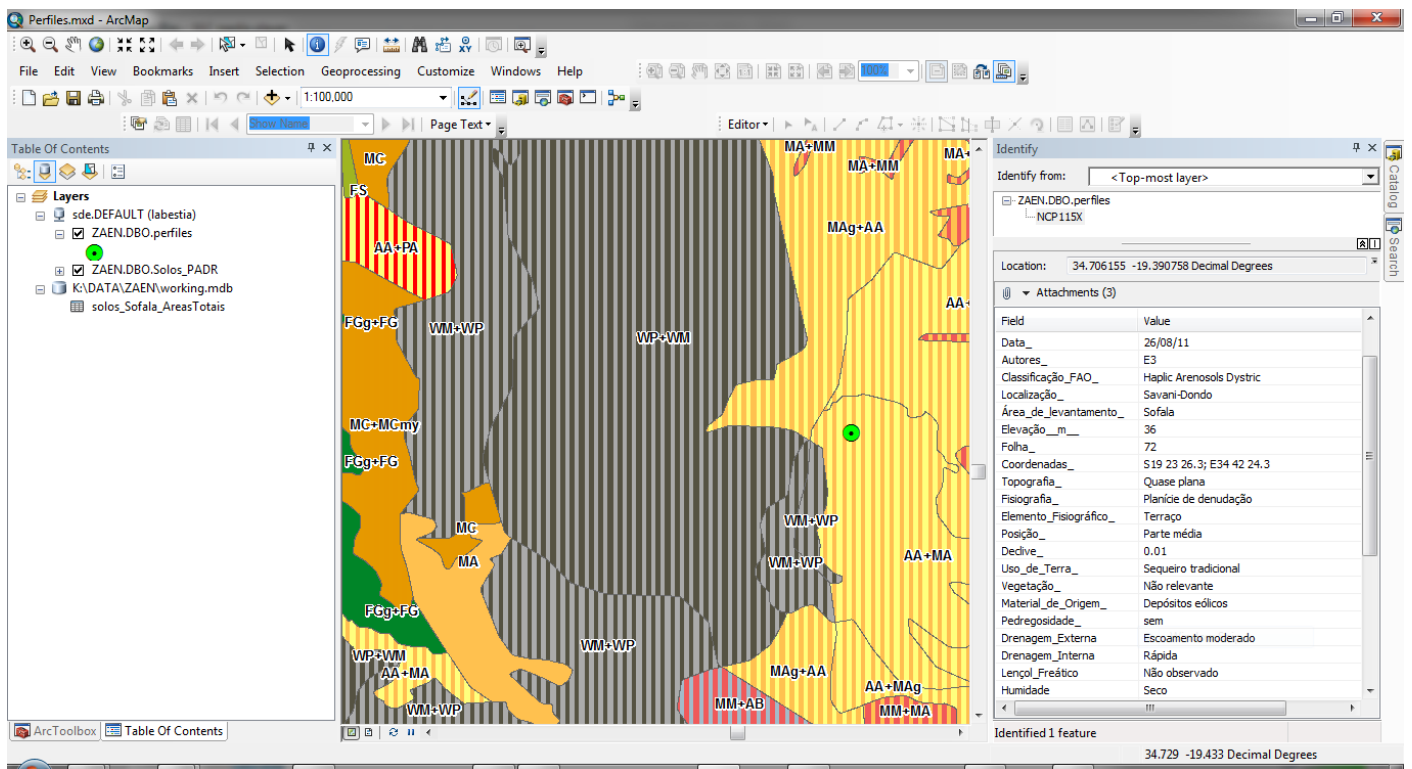 Perfiles.mxd - ArcMap
File Edit View Bookmarks Insert Selection Geoprocessing Customize Windows Help
100%
1:100,000
Show Name
Page Text
Editor
Table Of Contents
Layers
sde.DEFAULT (labestia)
ZAEN.DBO.perfiles
ZAEN.DBO.Solos_PADR
K:\DATA\ZAEN\working.mdb
solos_Sofala_AreasTotais
ArcToolbox
Table Of Contents
MC
FS
AA+PA
FGg+FG
WM+WP
WP+WM
MA+MM
MA+MM
MA+
MAg+AA
AA+
MC+MCmy
FGg+FG
MC
MA
WM+WP
WM+WP
AA+MA
FGg+FG
WM+WP
WP+WM
AA+MA
WM+WP
MAg+AA
AA+MAg
MM+AB
MM+MA
Identify
Identify from: <Top-most layer>
ZAEN.DBO.perfiles
NCP115X
Location: 34.706155 -19.390758 Decimal Degrees
Attachments (3)
Field Value
Data_ 26/08/11
Autores_ E3
Classificação_FAO_ Haplic Arenosols Dystric
Localização_ Savani-Dondo
Área_de_levantamento_ Sofala
Elevação__m__ 36
Folha_ 72
Coordenadas_ S19 23 26.3; E34 42 24.3
Topografia_ Quase plana
Fisiografia_ Planície de denudação
Elemento_Fisiográfico_ Terraço
Posição_ Parte média
Declive_ 0.01
Uso_de_Terra_ Sequeiro tradicional
Vegetação_ Não relevante
Material_de_Origem_ Depósitos eólicos
Pedregosidade_ sem
Drenagem_Externa Escoamento moderado
Drenagem_Interna Rápida
Lençol_Freático Não observado
Humidade Seco
Identified 1 feature
Catalog
Search
34.729 -19.433 Decimal Degrees